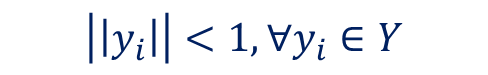 ||y_i|| < 1, ∀y_i ∈ Y